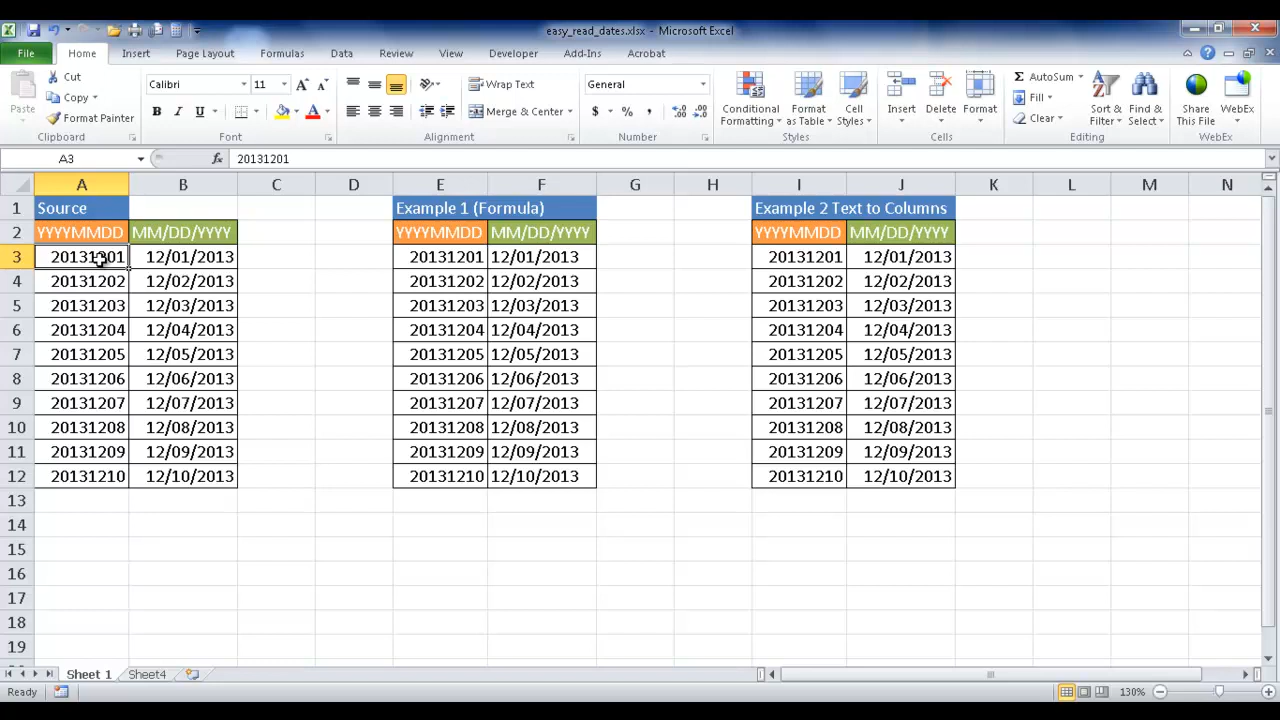 exsy_read_dates.xlsx - Microsoft Excel
File Home Insert Page Layout Formulas Data Review View Developer Add-Ins Acrobat
Paste Cut Copy Format Painter Clipboard
Calibri 11 B I U A A A Font
Wrap Text Merge & Center Alignment
General $ % , Number
Conditional Formatting Format as Table Cell Styles Styles
Insert Delete Format Cells
Σ AutoSum Fill Clear Sort & Filter Find & Select Editing
Share This File WebEx WebEx
A3 fx 20131201
A B C D E F G H I J K L M N
1 Source Example 1 (Formula) Example 2 Text to Columns
2 YYYYMMDD MM/DD/YYYY YYYYMMDD MM/DD/YYYY YYYYMMDD MM/DD/YYYY
3 20131201 12/01/2013 20131201 12/01/2013 20131201 12/01/2013
4 20131202 12/02/2013 20131202 12/02/2013 20131202 12/02/2013
5 20131203 12/03/2013 20131203 12/03/2013 20131203 12/03/2013
6 20131204 12/04/2013 20131204 12/04/2013 20131204 12/04/2013
7 20131205 12/05/2013 20131205 12/05/2013 20131205 12/05/2013
8 20131206 12/06/2013 20131206 12/06/2013 20131206 12/06/2013
9 20131207 12/07/2013 20131207 12/07/2013 20131207 12/07/2013
10 20131208 12/08/2013 20131208 12/08/2013 20131208 12/08/2013
11 20131209 12/09/2013 20131209 12/09/2013 20131209 12/09/2013
12 20131210 12/10/2013 20131210 12/10/2013 20131210 12/10/2013
13
14
15
16
17
18
19
Sheet 1 Sheet4
Ready 130%